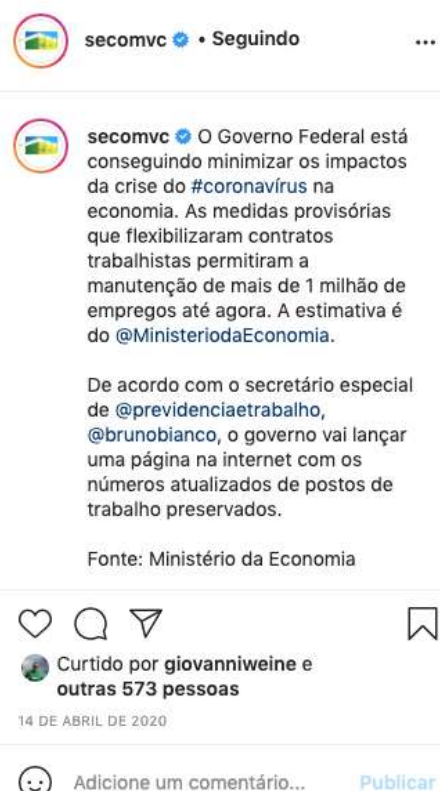 secomvc • Seguindo
secomvc O Governo Federal está
conseguindo minimizar os impactos
da crise do #coronavírus na
economia. As medidas provisórias
que flexibilizaram contratos
trabalhistas permitiram a
manutenção de mais de 1 milhão de
empregos até agora. A estimativa é
do @MinisteriodaEconomia.
De acordo com o secretário especial
de @previdenciaetrabalho,
@brunobianco, o governo vai lançar
uma página na internet com os
números atualizados de postos de
trabalho preservados.
Fonte: Ministério da Economia
Curtido por giovanniweine e
outras 573 pessoas
14 DE ABRIL DE 2020
Adicione um comentário... Publicar